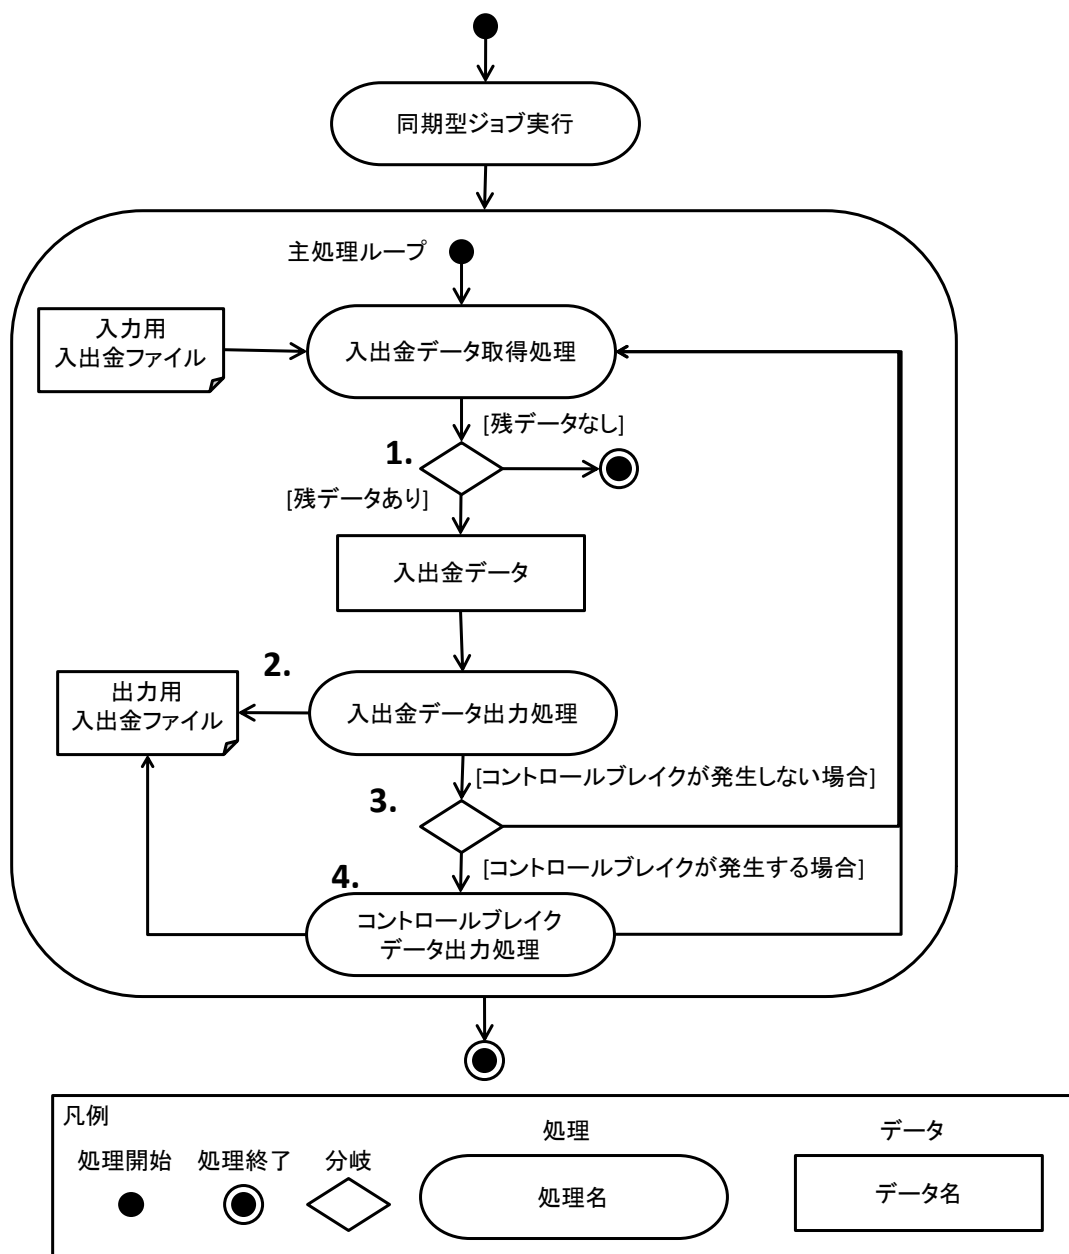 同期型ジョブ実行
主処理ループ
入力用
入出金ファイル
入出金データ取得処理
[残データなし]
1.
[残データあり]
入出金データ
2.
出力用
入出金ファイル
入出金データ出力処理
[コントロールブレイクが発生しない場合]
3.
[コントロールブレイクが発生する場合]
4.
コントロールブレイク
データ出力処理
凡例
処理開始
処理終了
分岐
処理
処理名
データ
データ名